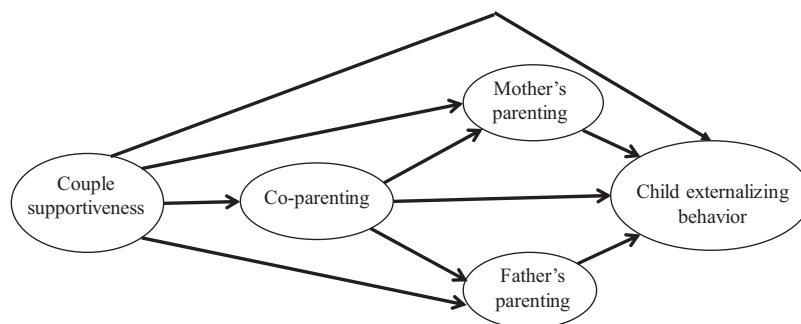 Mother's
parenting
Couple
supportiveness
Co-parenting
Child externalizing
behavior
Father's
parenting